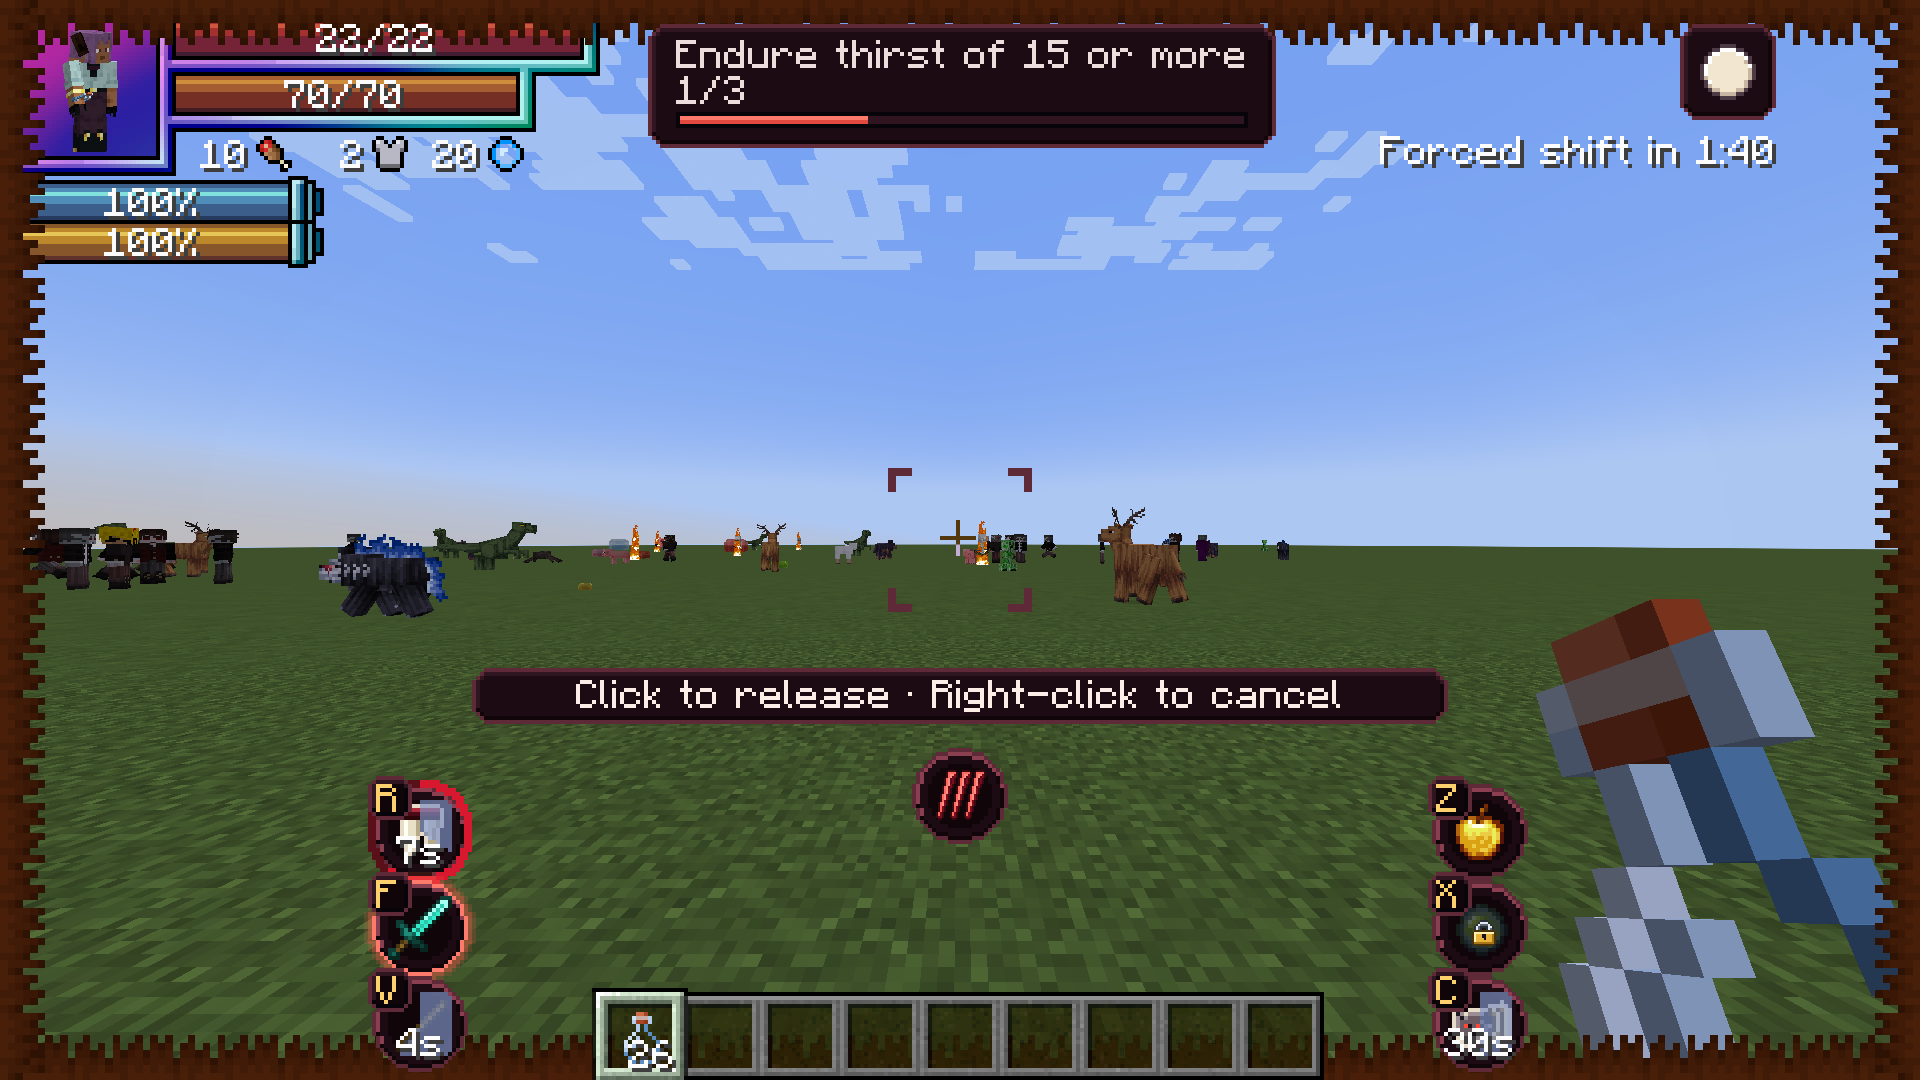 22/22
70/70
10 2 20
100%
100%
Endure thirst of 15 or more
1/3
Forced shift in 1:40
Click to release · Right-click to cancel
R
7s
F
V
4s
Z
X
C
30s
26